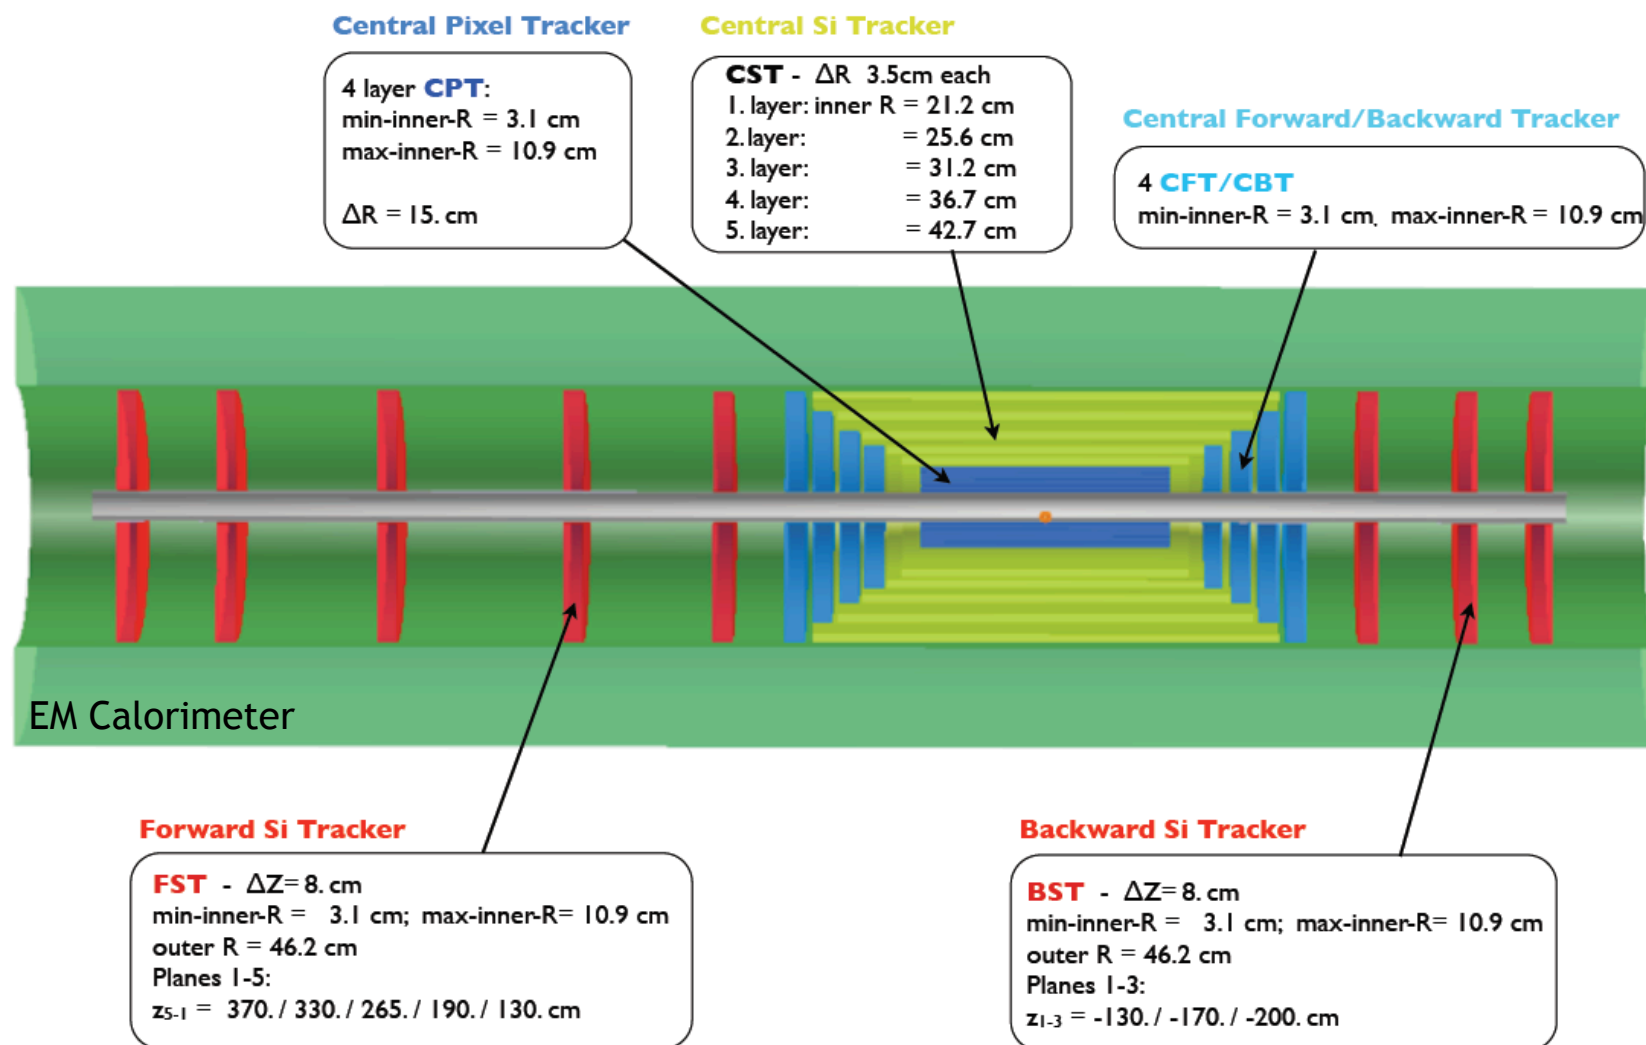 Central Pixel Tracker
4 layer CPT:
min-inner-R = 3.1 cm
max-inner-R = 10.9 cm
ΔR = 15. cm
Central Si Tracker
CST - ΔR 3.5cm each
1. layer: inner R = 21.2 cm
2. layer: = 25.6 cm
3. layer: = 31.2 cm
4. layer: = 36.7 cm
5. layer: = 42.7 cm
Central Forward/Backward Tracker
4 CFT/CBT
min-inner-R = 3.1 cm, max-inner-R = 10.9 cm
EM Calorimeter
Forward Si Tracker
FST - ΔZ= 8. cm
min-inner-R = 3.1 cm; max-inner-R= 10.9 cm
outer R = 46.2 cm
Planes 1-5:
z5-1 = 370. / 330. / 265. / 190. / 130. cm
Backward Si Tracker
BST - ΔZ= 8. cm
min-inner-R = 3.1 cm; max-inner-R= 10.9 cm
outer R = 46.2 cm
Planes 1-3:
z1-3 = -130. / -170. / -200. cm